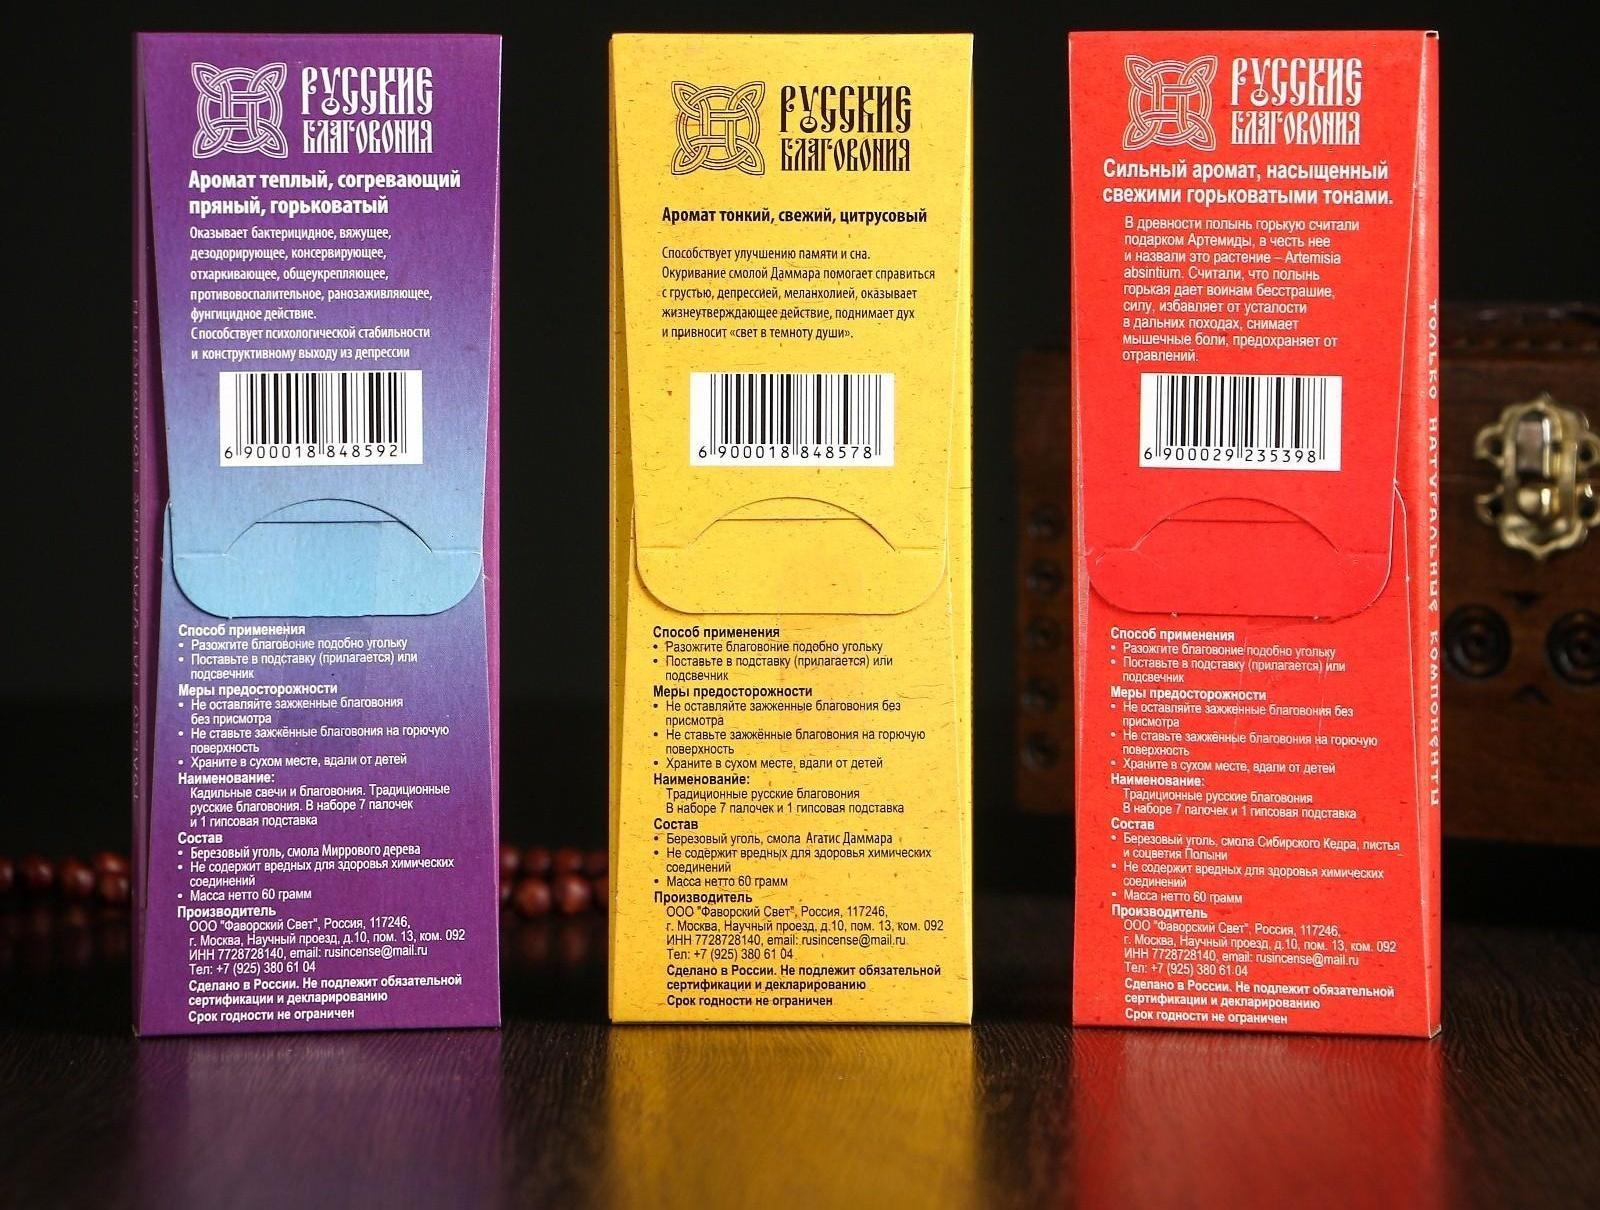 РУССКИЕ
БЛАГОВОНИЯ
Аромат теплый, согревающий
пряный, горьковатый
Оказывает бактерицидное, вяжущее,
дезодорирующее, консервирующее,
отхаркивающее, общеукрепляющее,
противовоспалительное, ранозаживляющее,
фунгицидное действие.
Способствует психологической стабильности
и конструктивному выходу из депрессии
6 900018 848592
Способ применения
• Разожгите благовоние подобно угольку
• Поставьте в подставку (прилагается) или
подсвечник
Меры предосторожности
• Не оставляйте зажженные благовония
без присмотра
• Не ставьте зажжённые благовония на горючую
поверхность
• Храните в сухом месте, вдали от детей
Наименование:
Кадильные свечи и благовония. Традиционные
русские благовония. В наборе 7 палочек
и 1 гипсовая подставка
Состав
• Березовый уголь, смола Миррового дерева
• Не содержит вредных для здоровья химических
соединений
• Масса нетто 60 грамм
Производитель
ООО "Фаворский Свет", Россия, 117246,
г. Москва, Научный проезд, д.10, пом. 13, ком. 092
ИНН 7728728140, email: rusincense@mail.ru
Тел: +7 (925) 380 61 04
Сделано в России. Не подлежит обязательной
сертификации и декларированию
Срок годности не ограничен
ТОЛЬКО НАТУРАЛЬНЫЕ КОМПОНЕНТЫ
РУССКИЕ
БЛАГОВОНИЯ
Аромат тонкий, свежий, цитрусовый
Способствует улучшению памяти и сна.
Окуривание смолой Даммара помогает справиться
с грустью, депрессией, меланхолией, оказывает
жизнеутверждающее действие, поднимает дух
и привносит «свет в темноту души».
6 900018 848578
Способ применения
• Разожгите благовоние подобно угольку
• Поставьте в подставку (прилагается) или
подсвечник
Меры предосторожности
• Не оставляйте зажженные благовония без
присмотра
• Не ставьте зажжённые благовония на горючую
поверхность
• Храните в сухом месте, вдали от детей
Наименование:
Традиционные русские благовония
В наборе 7 палочек и 1 гипсовая подставка
Состав
• Березовый уголь, смола Агатис Даммара
• Не содержит вредных для здоровья химических
соединений
• Масса нетто 60 грамм
Производитель
ООО "Фаворский Свет", Россия, 117246,
г. Москва, Научный проезд, д.10, пом. 13, ком. 092
ИНН 7728728140, email: rusincense@mail.ru
Тел: +7 (925) 380 61 04
Сделано в России. Не подлежит обязательной
сертификации и декларированию
Срок годности не ограничен
РУССКИЕ
БЛАГОВОНИЯ
Сильный аромат, насыщенный
свежими горьковатыми тонами.
В древности полынь горькую считали
подарком Артемиды, в честь нее
и назвали это растение – Artemisia
absintium. Считали, что полынь
горькая дает воинам бесстрашие,
силу, избавляет от усталости
в дальних походах, снимает
мышечные боли, предохраняет от
отравлений.
6 900029 235398
Способ применения
• Разожгите благовоние подобно угольку
• Поставьте в подставку (прилагается) или
подсвечник
Меры предосторожности
• Не оставляйте зажженные благовония без
присмотра
• Не ставьте зажжённые благовония на горючую
поверхность
• Храните в сухом месте, вдали от детей
Наименование:
Традиционные русские благовония
В наборе 7 палочек и 1 гипсовая подставка
Состав
• Березовый уголь, смола Сибирского Кедра, листья
и соцветия Полыни
• Не содержит вредных для здоровья химических
соединений
• Масса нетто 60 грамм
Производитель
ООО "Фаворский Свет", Россия, 117246,
г. Москва, Научный проезд, д.10, пом. 13, ком. 092
ИНН 7728728140, email: rusincense@mail.ru
Тел: +7 (925) 380 61 04
Сделано в России. Не подлежит обязательной
сертификации и декларированию
Срок годности не ограничен
ТОЛЬКО НАТУРАЛЬНЫЕ КОМПОНЕНТЫ